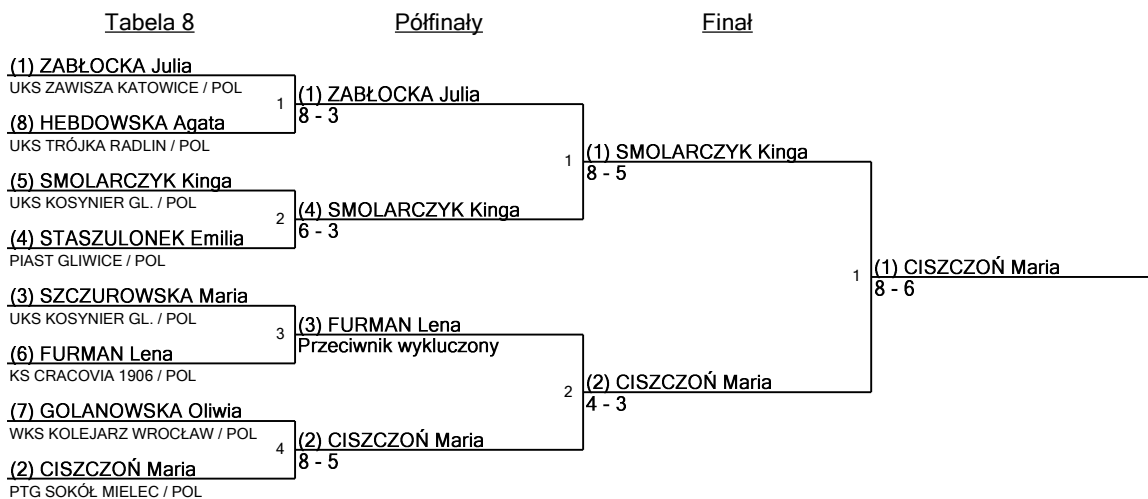 Tabela 8
Półfinały
Finał
(1) ZABŁOCKA Julia
UKS ZAWISZA KATOWICE / POL
1
(8) HEBDOWSKA Agata
UKS TRÓJKA RADLIN / POL
(5) SMOLARCZYK Kinga
UKS KOSYNIER GL. / POL
2
(4) STASZULONEK Emilia
PIAST GLIWICE / POL
(3) SZCZUROWSKA Maria
UKS KOSYNIER GL. / POL
3
(6) FURMAN Lena
KS CRACOVIA 1906 / POL
(7) GOLANOWSKA Oliwia
WKS KOLEJARZ WROCŁAW / POL
4
(2) CISZCZOŃ Maria
PTG SOKÓŁ MIELEC / POL
(1) ZABŁOCKA Julia
8 - 3
1
(4) SMOLARCZYK Kinga
6 - 3
(3) FURMAN Lena
Przeciwnik wykluczony
2
(2) CISZCZOŃ Maria
8 - 5
(1) SMOLARCZYK Kinga
8 - 5
1
(2) CISZCZOŃ Maria
4 - 3
(1) CISZCZOŃ Maria
8 - 6